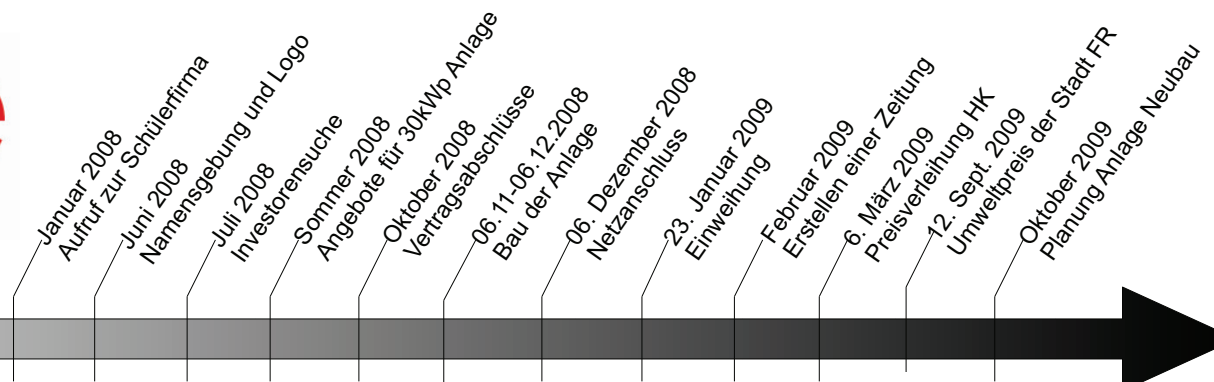 Januar 2008
Aufruf zur Schülerfirma
Juni 2008
Namensgebung und Logo
Juli 2008
Investorensuche
Sommer 2008
Angebote für 30kWp Anlage
Oktober 2008
Vertragsabschlüsse
06.11-06.12.2008
Bau der Anlage
06. Dezember 2008
Netzanschluss
23. Januar 2009
Einweihung
Februar 2009
Erstellen einer Zeitung
6. März 2009
Preisverleihung HK
12. Sept. 2009
Umweltpreis der Stadt FR
Oktober 2009
Planung Anlage Neubau